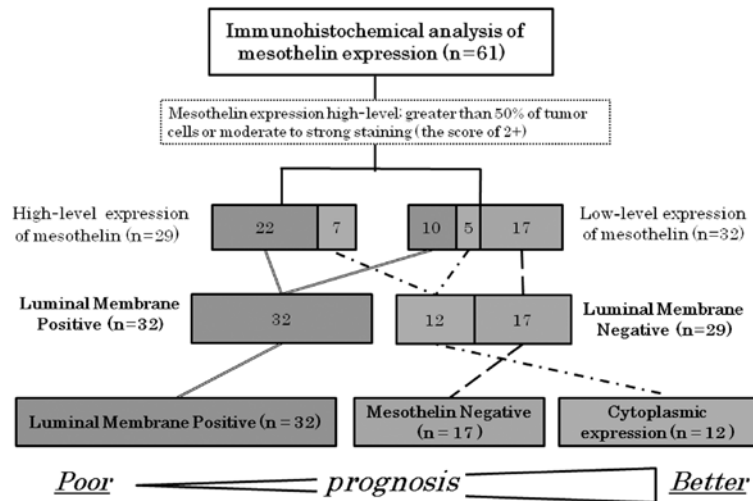 Immunohistochemical analysis of
mesothelin expression (n=61)
Mesothelin expression high-level: greater than 50% of tumor
cells or moderate to strong staining (the score of 2+)
High-level expression
of mesothelin (n=29)
22 7
10 5 17
Low-level expression
of mesothelin (n=32)
Luminal Membrane
Positive (n=32)
32
12 17
Luminal Membrane
Negative (n=29)
Luminal Membrane Positive (n = 32)
Mesothelin Negative
(n = 17)
Cytoplasmic
expression (n = 12)
Poor prognosis Better